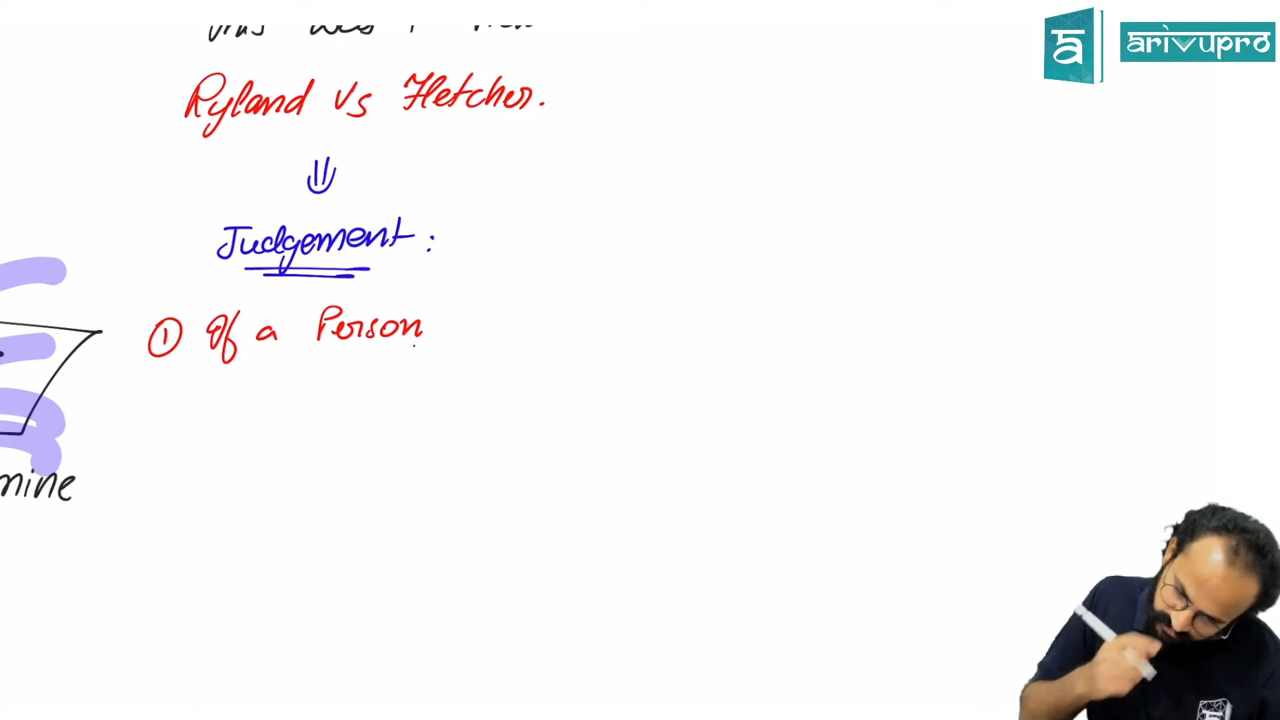 arivupro
Ryland Vs Fletcher.
Judgement :
① If a Person
mine